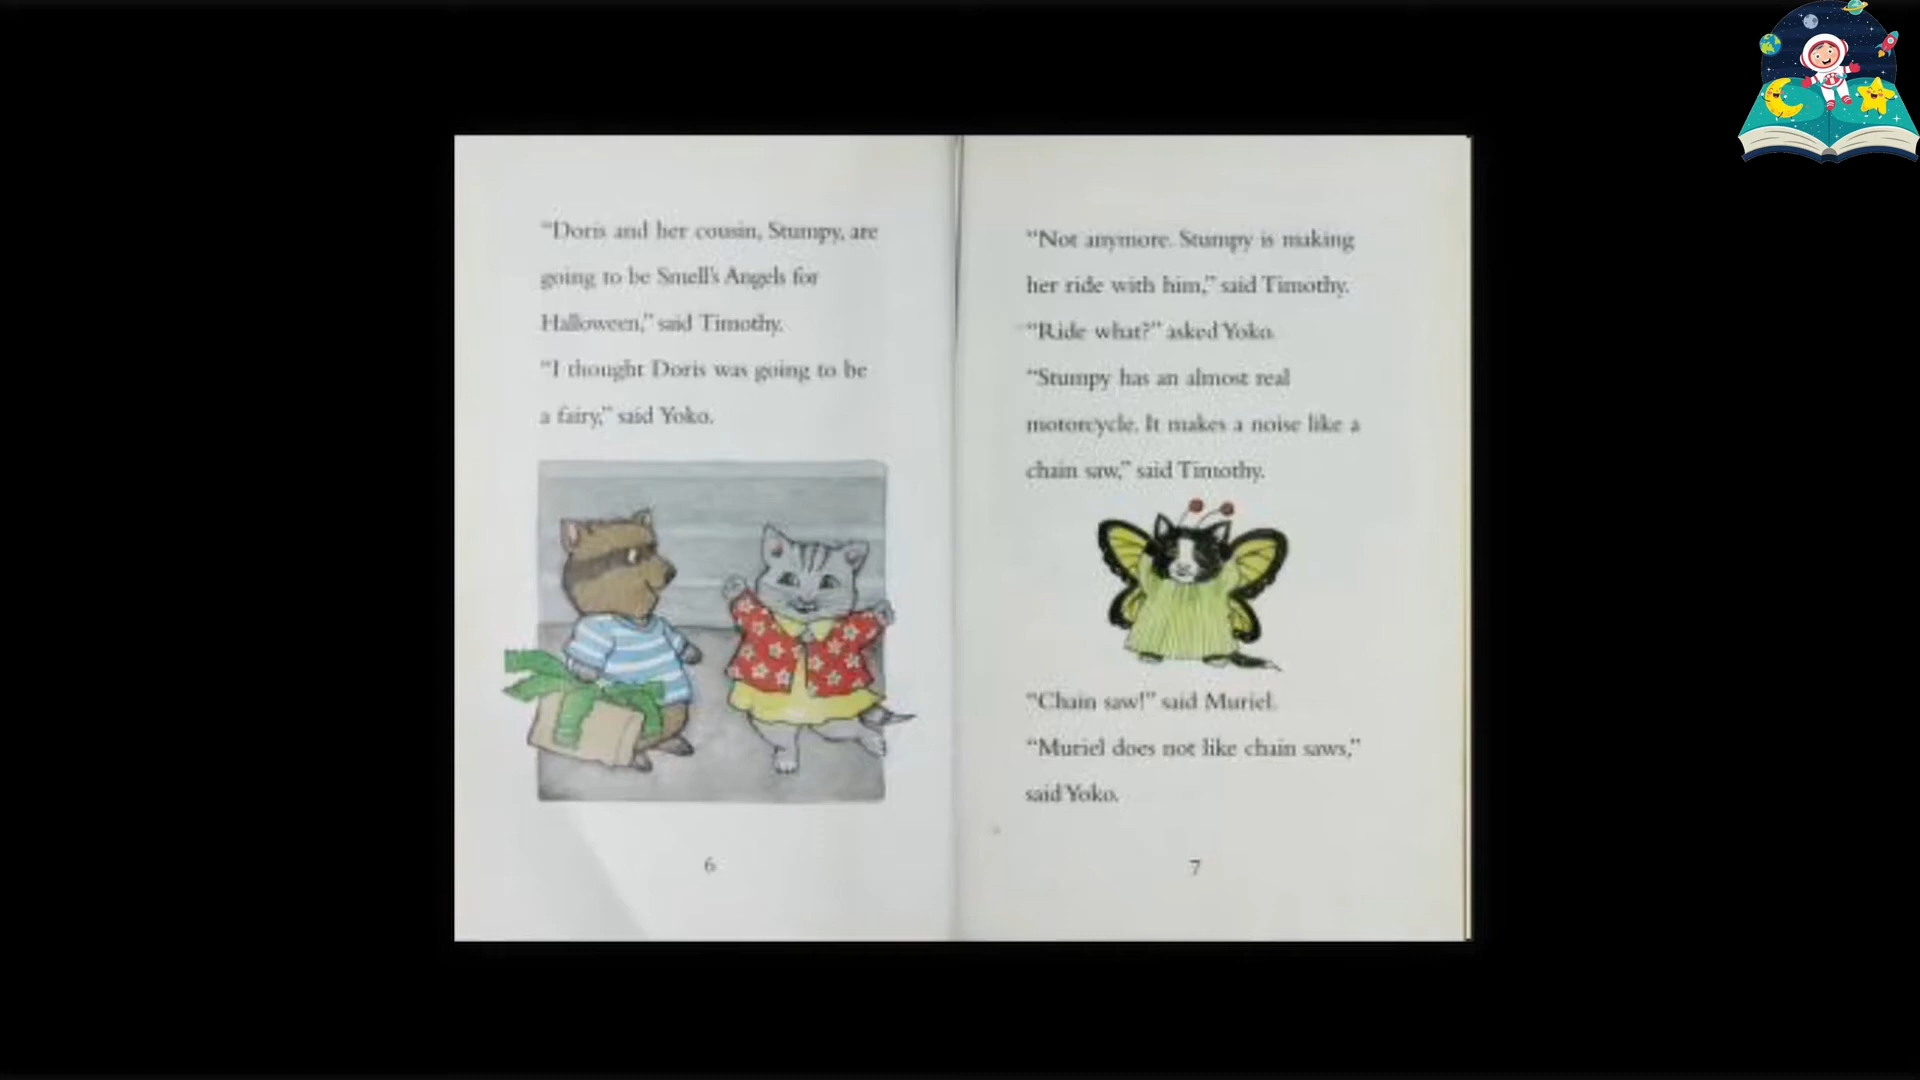 “Doris and her cousin, Stumpy, are
going to be Smell’s Angels for
Halloween,” said Timothy.
“I thought Doris was going to be
a fairy,” said Yoko.
6
“Not anymore. Stumpy is making
her ride with him,” said Timothy.
“Ride what?” asked Yoko.
“Stumpy has an almost real
motorcycle. It makes a noise like a
chain saw,” said Timothy.
“Chain saw!” said Muriel.
“Muriel does not like chain saws,”
said Yoko.
7